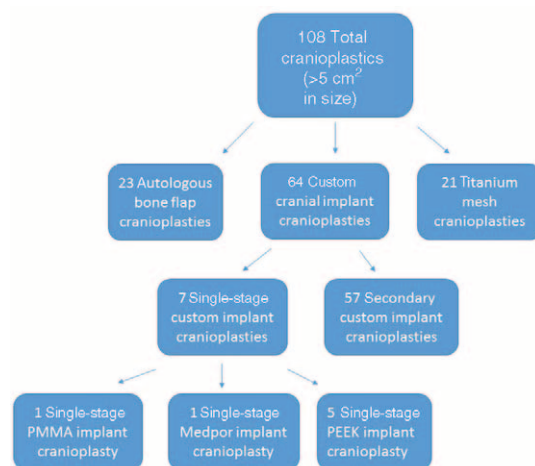 108 Total
cranioplastics
(>5 cm²
in size)
23 Autologous
bone flap
cranioplasties
64 Custom
cranial implant
cranioplasties
21 Titanium
mesh
cranioplasties
7 Single-stage
custom implant
cranioplasties
57 Secondary
custom implant
cranioplasties
1 Single-stage
PMMA implant
cranioplasty
1 Single-stage
Medpor implant
cranioplasty
5 Single-stage
PEEK implant
cranioplasty